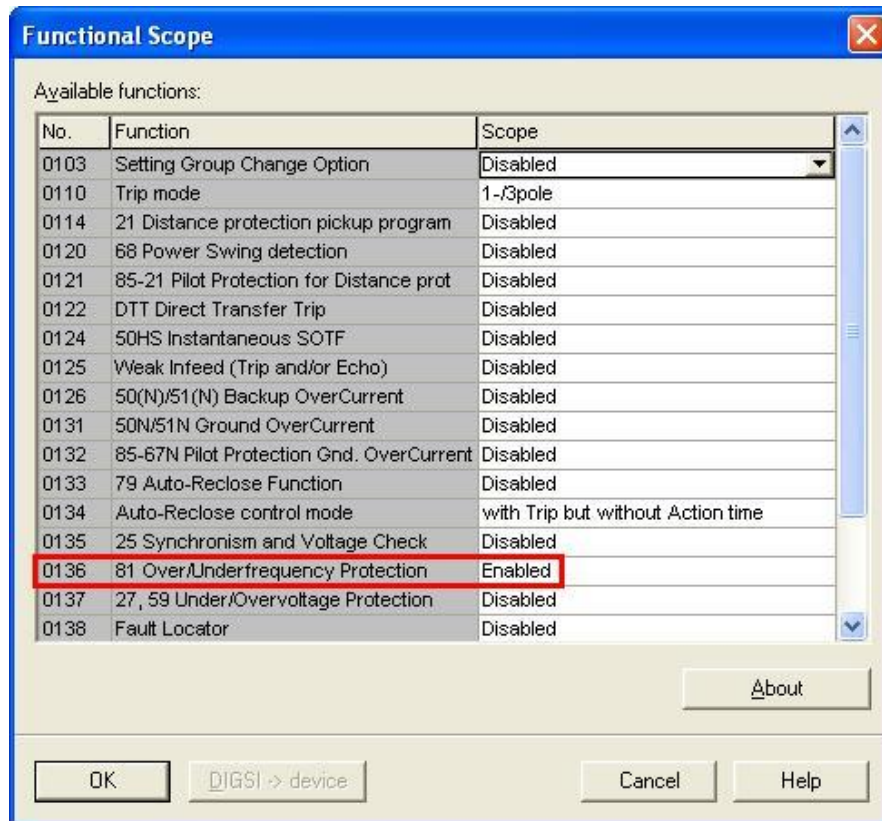 Functional Scope
Available functions:
No. Function Scope
0103 Setting Group Change Option Disabled
0110 Trip mode 1-/3pole
0114 21 Distance protection pickup program Disabled
0120 68 Power Swing detection Disabled
0121 85-21 Pilot Protection for Distance prot Disabled
0122 DTT Direct Transfer Trip Disabled
0124 50HS Instantaneous SOTF Disabled
0125 Weak Infeed (Trip and/or Echo) Disabled
0126 50(N)/51(N) Backup OverCurrent Disabled
0131 50N/51N Ground OverCurrent Disabled
0132 85-67N Pilot Protection Gnd. OverCurrent Disabled
0133 79 Auto-Reclose Function Disabled
0134 Auto-Reclose control mode with Trip but without Action time
0135 25 Synchronism and Voltage Check Disabled
0136 81 Over/Underfrequency Protection Enabled
0137 27, 59 Under/Overvoltage Protection Disabled
0138 Fault Locator Disabled
About
OK DIGSI -> device Cancel Help